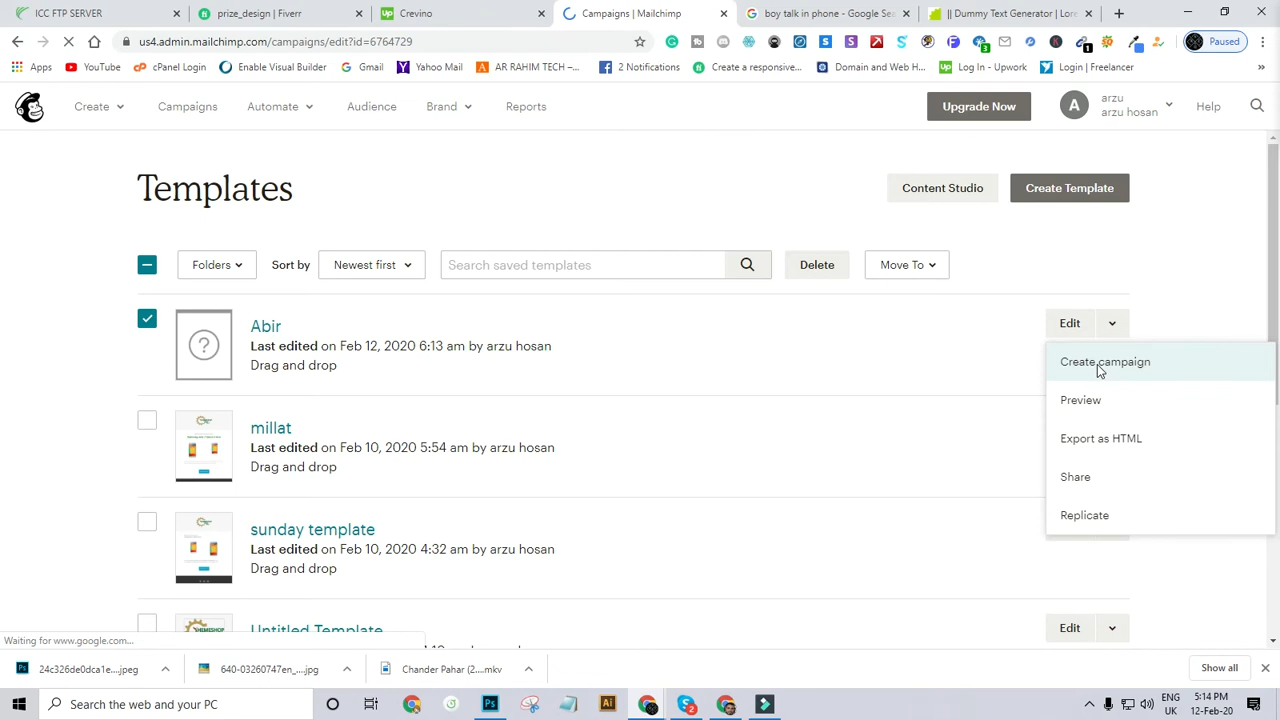 ICC FTP SERVER
prize_design | Fiverr
Crevino
Campaigns | Mailchimp
boy talk in phone - Google Sea
|| Dummy Text Generator | Lore
us4.admin.mailchimp.com/campaigns/edit?id=6764729
Paused
Apps
YouTube
cPanel Login
Enable Visual Builder
Gmail
Yahoo Mail
AR RAHIM TECH –...
2 Notifications
Create a responsive...
Domain and Web H...
Log In - Upwork
Login | Freelancer
Create
Campaigns
Automate
Audience
Brand
Reports
Upgrade Now
A
arzu
arzu hosan
Help
Templates
Content Studio
Create Template
Folders
Sort by
Newest first
Search saved templates
Delete
Move To
Abir
Last edited on Feb 12, 2020 6:13 am by arzu hosan
Drag and drop
Edit
Create campaign
Preview
Export as HTML
Share
Replicate
millat
Last edited on Feb 10, 2020 5:54 am by arzu hosan
Drag and drop
sunday template
Last edited on Feb 10, 2020 4:32 am by arzu hosan
Drag and drop
Untitled Template
Edit
Waiting for www.google.com...
24c326de0dca1e....jpeg
640-03260747en_....jpg
Chander Pahar (2....mkv
Show all
Search the web and your PC
ENG
UK
5:14 PM
12-Feb-20